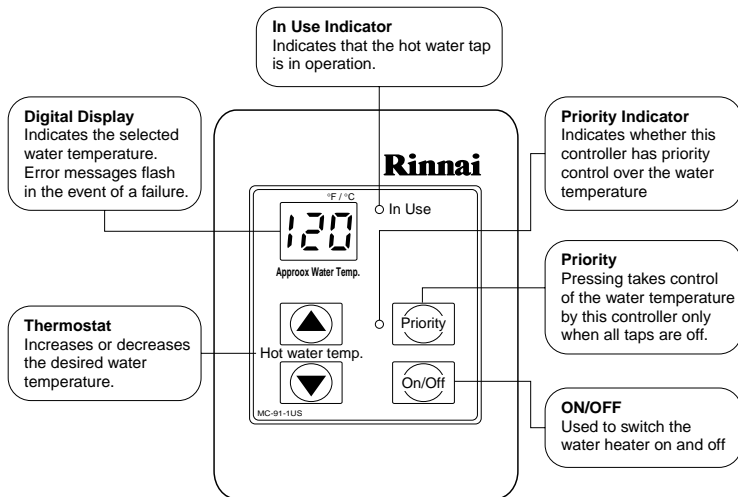 In Use Indicator
Indicates that the hot water tap
is in operation.
Digital Display
Indicates the selected
water temperature.
Error messages flash
in the event of a failure.
Priority Indicator
Indicates whether this
controller has priority
control over the water
temperature
Rinnai
°F / °C
120
In Use
Approox Water Temp.
Priority
Pressing takes control
of the water temperature
by this controller only
when all taps are off.
Thermostat
Increases or decreases
the desired water
temperature.
Priority
Hot water temp.
On/Off
MC-91-1US
ON/OFF
Used to switch the
water heater on and off